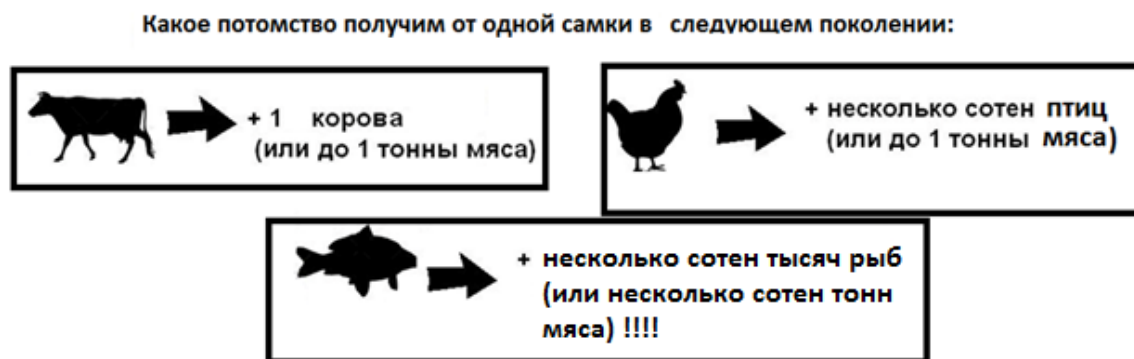 Какое потомство получим от одной самки в следующем поколении:
+ 1 корова
(или до 1 тонны мяса)
+ несколько сотен птиц
(или до 1 тонны мяса)
+ несколько сотен тысяч рыб
(или несколько сотен тонн
мяса) !!!!